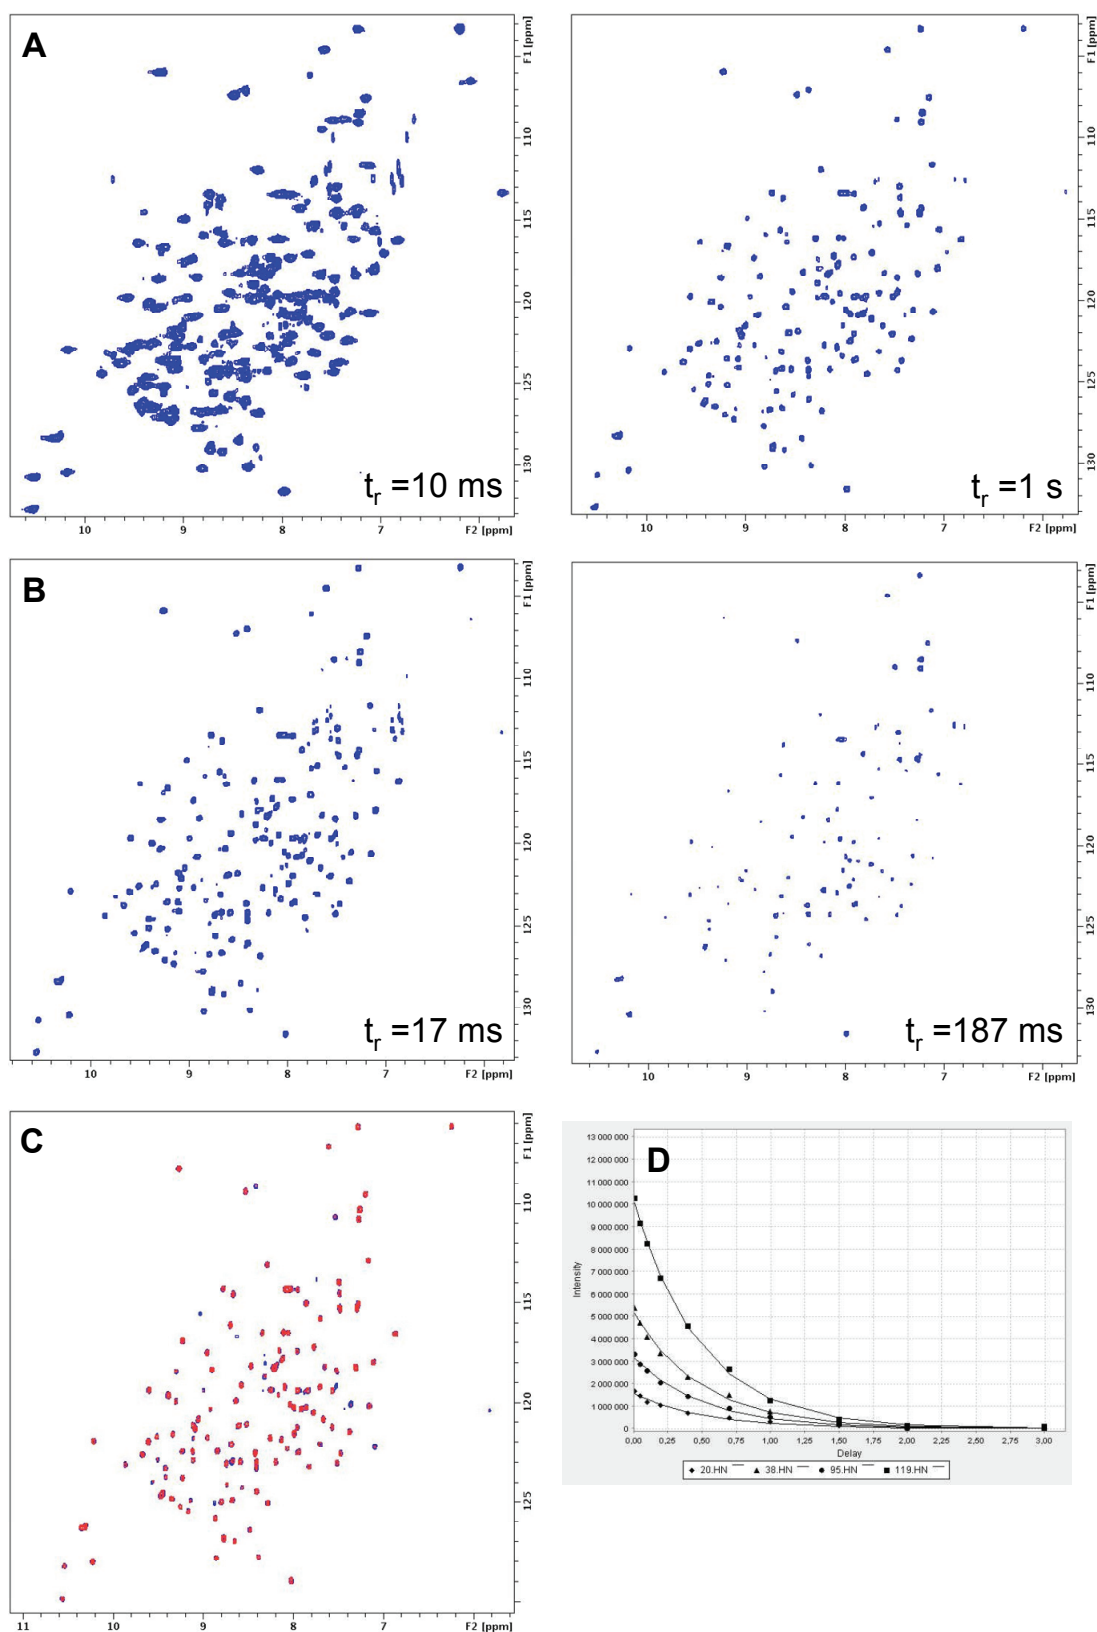 A
F1 [ppm]
110
115
120
125
130
10 9 8 7 F2 [ppm]
t_r =10 ms
F1 [ppm]
110
115
120
125
130
10 9 8 7 F2 [ppm]
t_r =1 s
B
F1 [ppm]
110
115
120
125
130
10 9 8 7 F2 [ppm]
t_r =17 ms
F1 [ppm]
110
115
120
125
130
10 9 8 7 F2 [ppm]
t_r =187 ms
C
F1 [ppm]
110
115
120
125
11 10 9 8 7 F2 [ppm]
D
Intensity
13 000 000
12 000 000
11 000 000
10 000 000
9 000 000
8 000 000
7 000 000
6 000 000
5 000 000
4 000 000
3 000 000
2 000 000
1 000 000
0
0,00 0,25 0,50 0,75 1,00 1,25 1,50 1,75 2,00 2,25 2,50 2,75 3,00
Delay
20.HN 38.HN 95.HN 119.HN